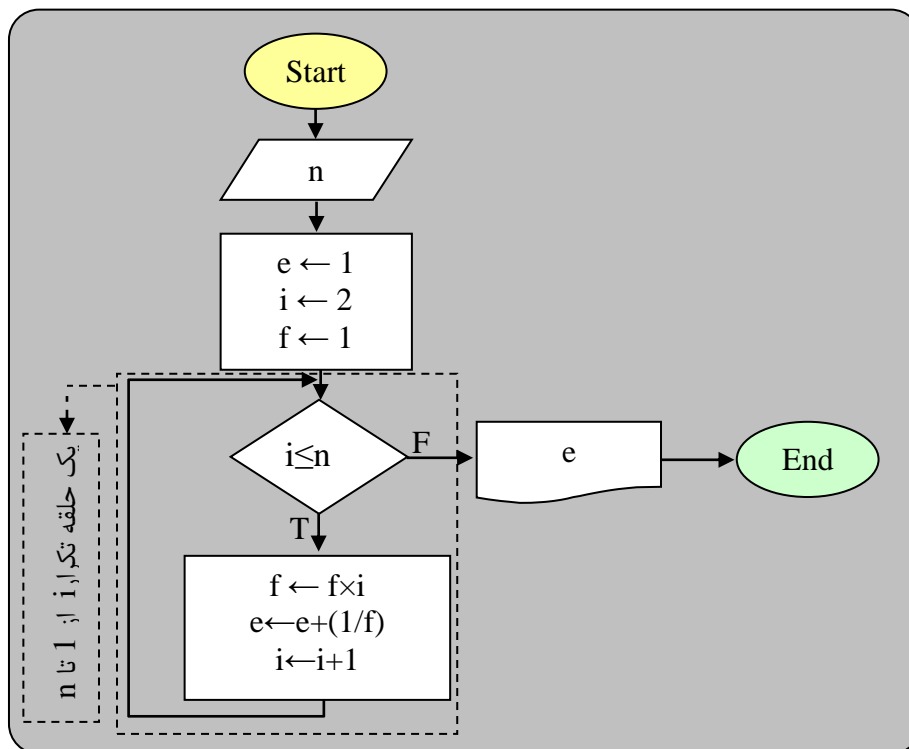 Start
n
e ← 1
i ← 2
f ← 1
i≤n
F
T
e
End
f ← f×i
e←e+(1/f)
i←i+1
یک حلقه تکرار، i از 1 تا n